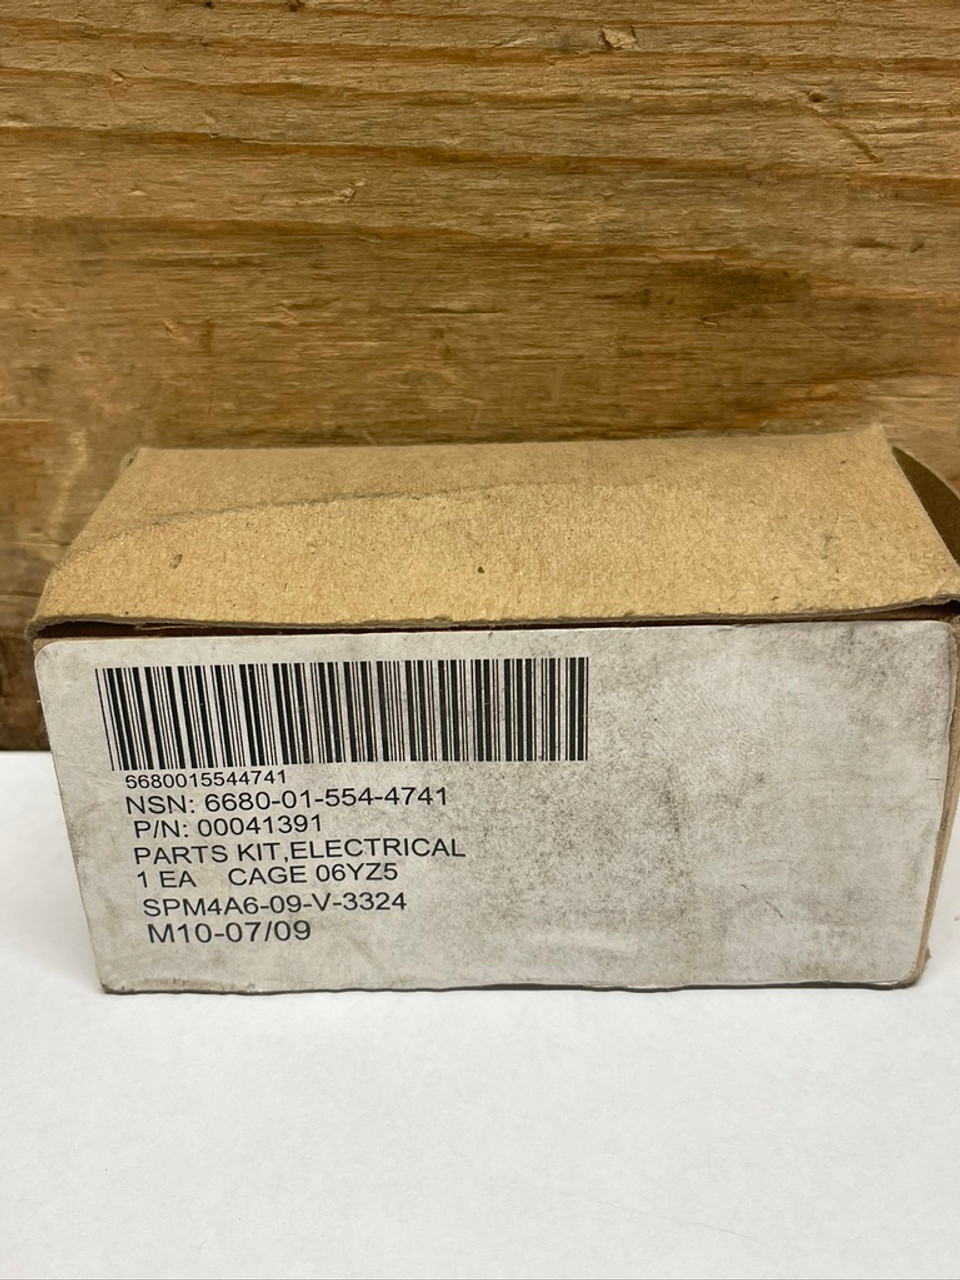 5680015544741
NSN: 6680-01-554-4741
P/N: 00041391
PARTS KIT,ELECTRICAL
1 EA CAGE 06YZ5
SPM4A6-09-V-3324
M10-07/09